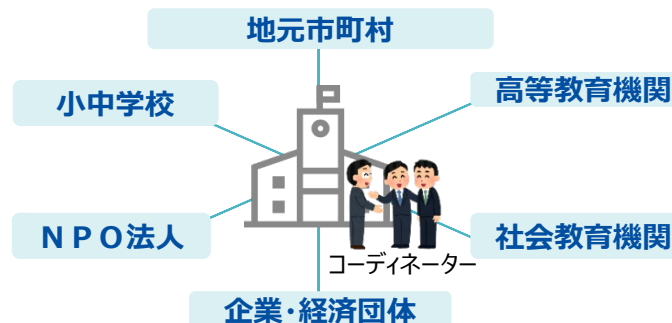 地元市町村
小中学校
高等教育機関
NPO法人
社会教育機関
コーディネーター
企業・経済団体